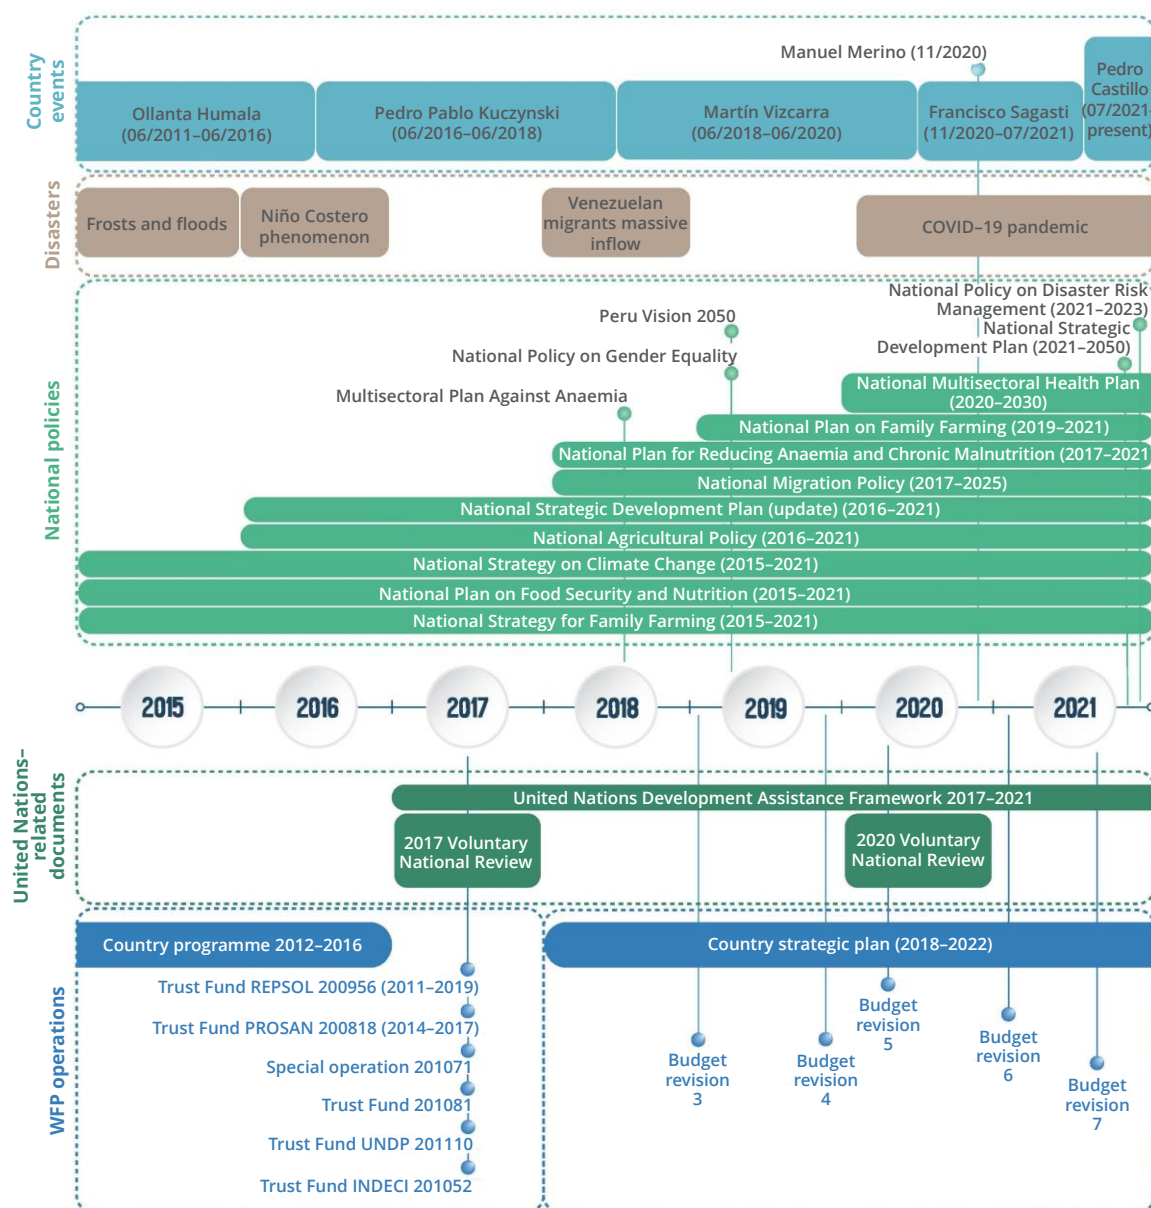 Country
events
Manuel Merino (11/2020)
Ollanta Humala
(06/2011–06/2016)
Pedro Pablo Kuczynski
(06/2016–06/2018)
Martín Vizcarra
(06/2018–06/2020)
Francisco Sagasti
(11/2020–07/2021)
Pedro
Castillo
(07/2021–
present)
Disasters
Frosts and floods
Niño Costero
phenomenon
Venezuelan
migrants massive
inflow
COVID–19 pandemic
National policies
National Policy on Disaster Risk
Management (2021–2023)
National Strategic
Development Plan (2021–2050)
Peru Vision 2050
National Policy on Gender Equality
Multisectoral Plan Against Anaemia
National Multisectoral Health Plan
(2020–2030)
National Plan on Family Farming (2019–2021)
National Plan for Reducing Anaemia and Chronic Malnutrition (2017–2021
National Migration Policy (2017–2025)
National Strategic Development Plan (update) (2016–2021)
National Agricultural Policy (2016–2021)
National Strategy on Climate Change (2015–2021)
National Plan on Food Security and Nutrition (2015–2021)
National Strategy for Family Farming (2015–2021)
2015
2016
2017
2018
2019
2020
2021
United Nations–
related
documents
United Nations Development Assistance Framework 2017–2021
2017 Voluntary
National Review
2020 Voluntary
National Review
WFP operations
Country programme 2012–2016
Country strategic plan (2018–2022)
Trust Fund REPSOL 200956 (2011–2019)
Trust Fund PROSAN 200818 (2014–2017)
Special operation 201071
Trust Fund 201081
Trust Fund UNDP 201110
Trust Fund INDECI 201052
Budget
revision
3
Budget
revision
4
Budget
revision
5
Budget
revision
6
Budget
revision
7